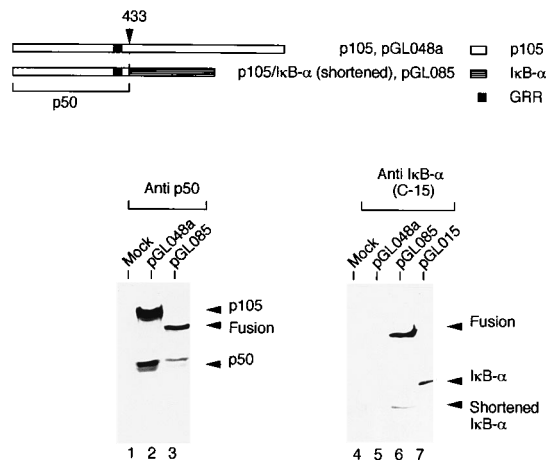 433
p105, pGL048a
p105
p105/IκB-α (shortened), pGL085
IκB-α
p50
GRR
Anti p50
Anti IκB-α
(C-15)
Mock
pGL048a
pGL085
Mock
pGL048a
pGL085
pGL015
p105
Fusion
p50
Fusion
IκB-α
Shortened
IκB-α
1 2 3
4 5 6 7